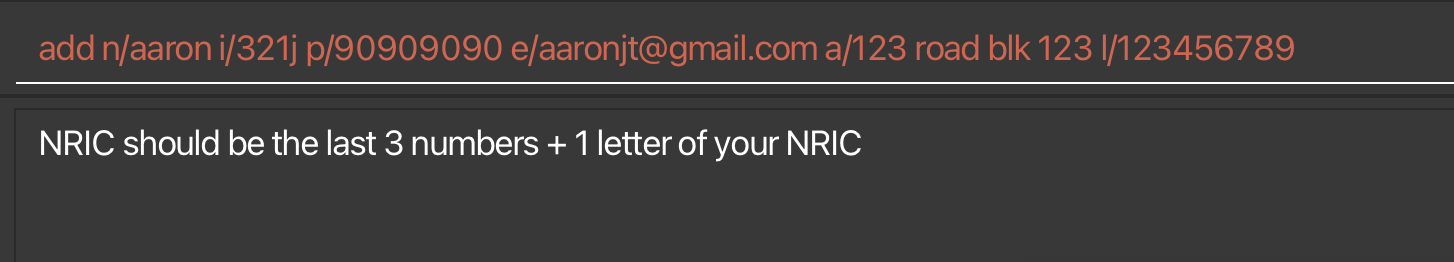 add n/aaron i/321j p/90909090 e/aaronjt@gmail.com a/123 road blk 123 l/123456789
NRIC should be the last 3 numbers + 1 letter of your NRIC